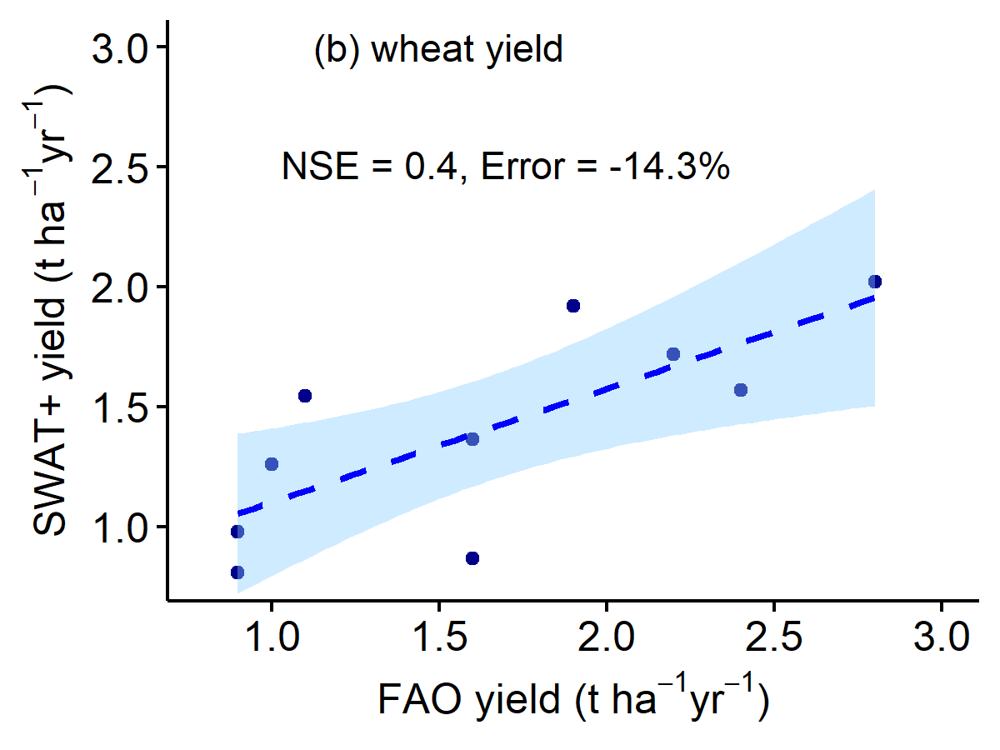 (b) wheat yield
NSE = 0.4, Error = -14.3%
SWAT+ yield (t ha⁻¹yr⁻¹)
3.0
2.5
2.0
1.5
1.0
1.0 1.5 2.0 2.5 3.0
FAO yield (t ha⁻¹yr⁻¹)